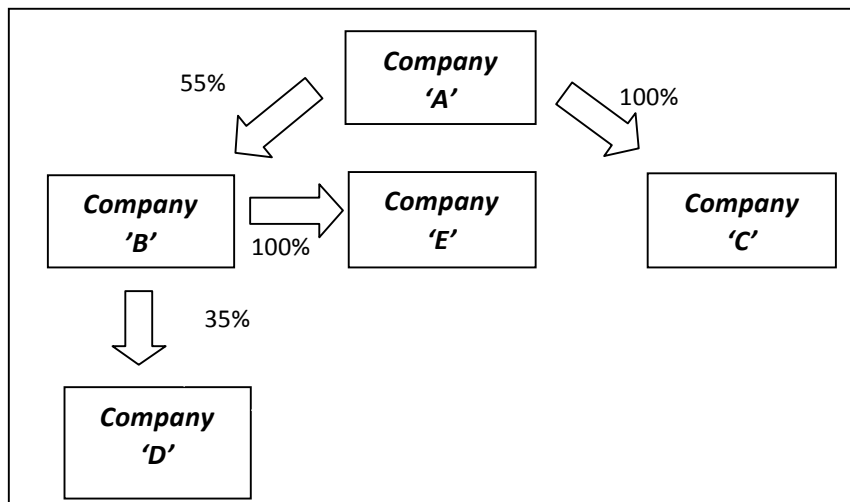 Company
‘A’
55%
100%
Company
’B’
100%
Company
‘E’
Company
‘C’
35%
Company
‘D’